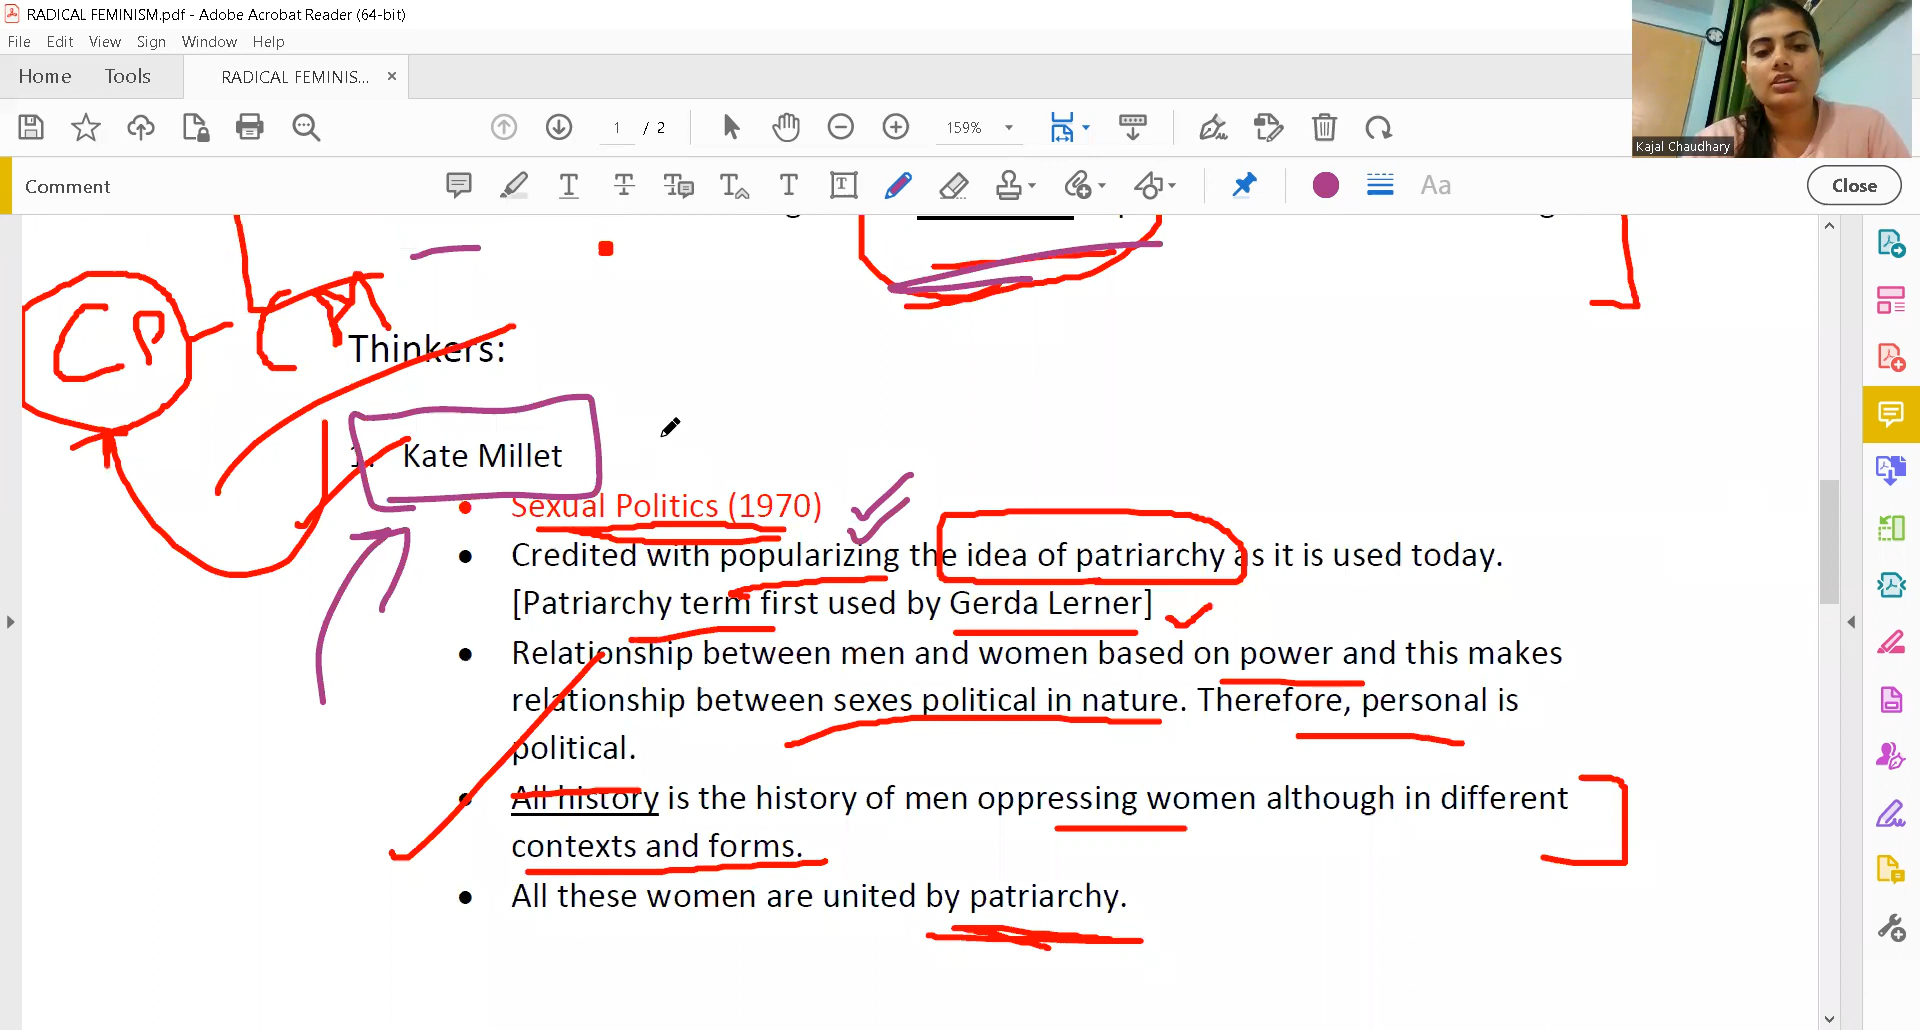 RADICAL FEMINISM.pdf - Adobe Acrobat Reader (64-bit)
File Edit View Sign Window Help
Home Tools RADICAL FEMINIS... ×
1 / 2 159%
Kajal Chaudhary
Comment
Aa
Close
CP
Thinkers:
1. Kate Millet
• Sexual Politics (1970)
• Credited with popularizing the idea of patriarchy as it is used today.
[Patriarchy term first used by Gerda Lerner]
• Relationship between men and women based on power and this makes
relationship between sexes political in nature. Therefore, personal is
political.
• All history is the history of men oppressing women although in different
contexts and forms.
• All these women are united by patriarchy.